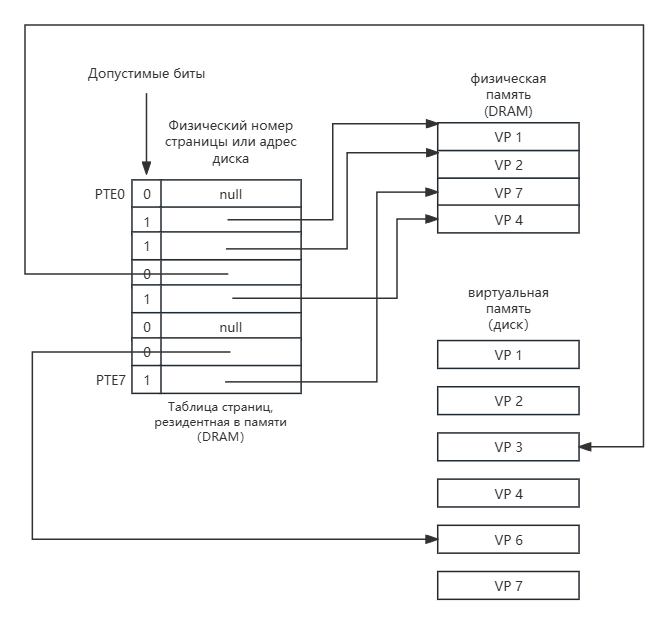 Допустимые биты
Физический номер
страницы или адрес
диска
PTE0
0
null
1
1
0
1
0
null
0
PTE7
1
Таблица страниц,
резидентная в памяти
(DRAM)
физическая
память
(DRAM)
VP 1
VP 2
VP 7
VP 4
виртуальная
память
(диск)
VP 1
VP 2
VP 3
VP 4
VP 6
VP 7